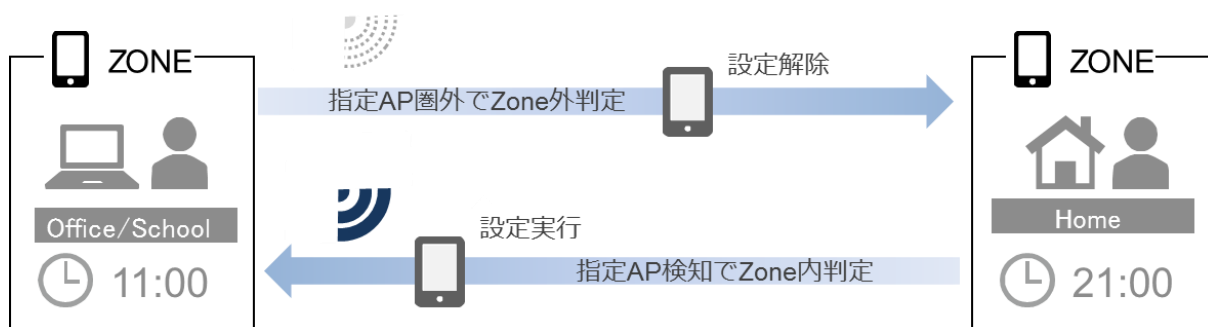 ZONE
Office/School
11:00
設定解除
指定AP圏外でZone外判定
設定実行
指定AP検知でZone内判定
ZONE
Home
21:00